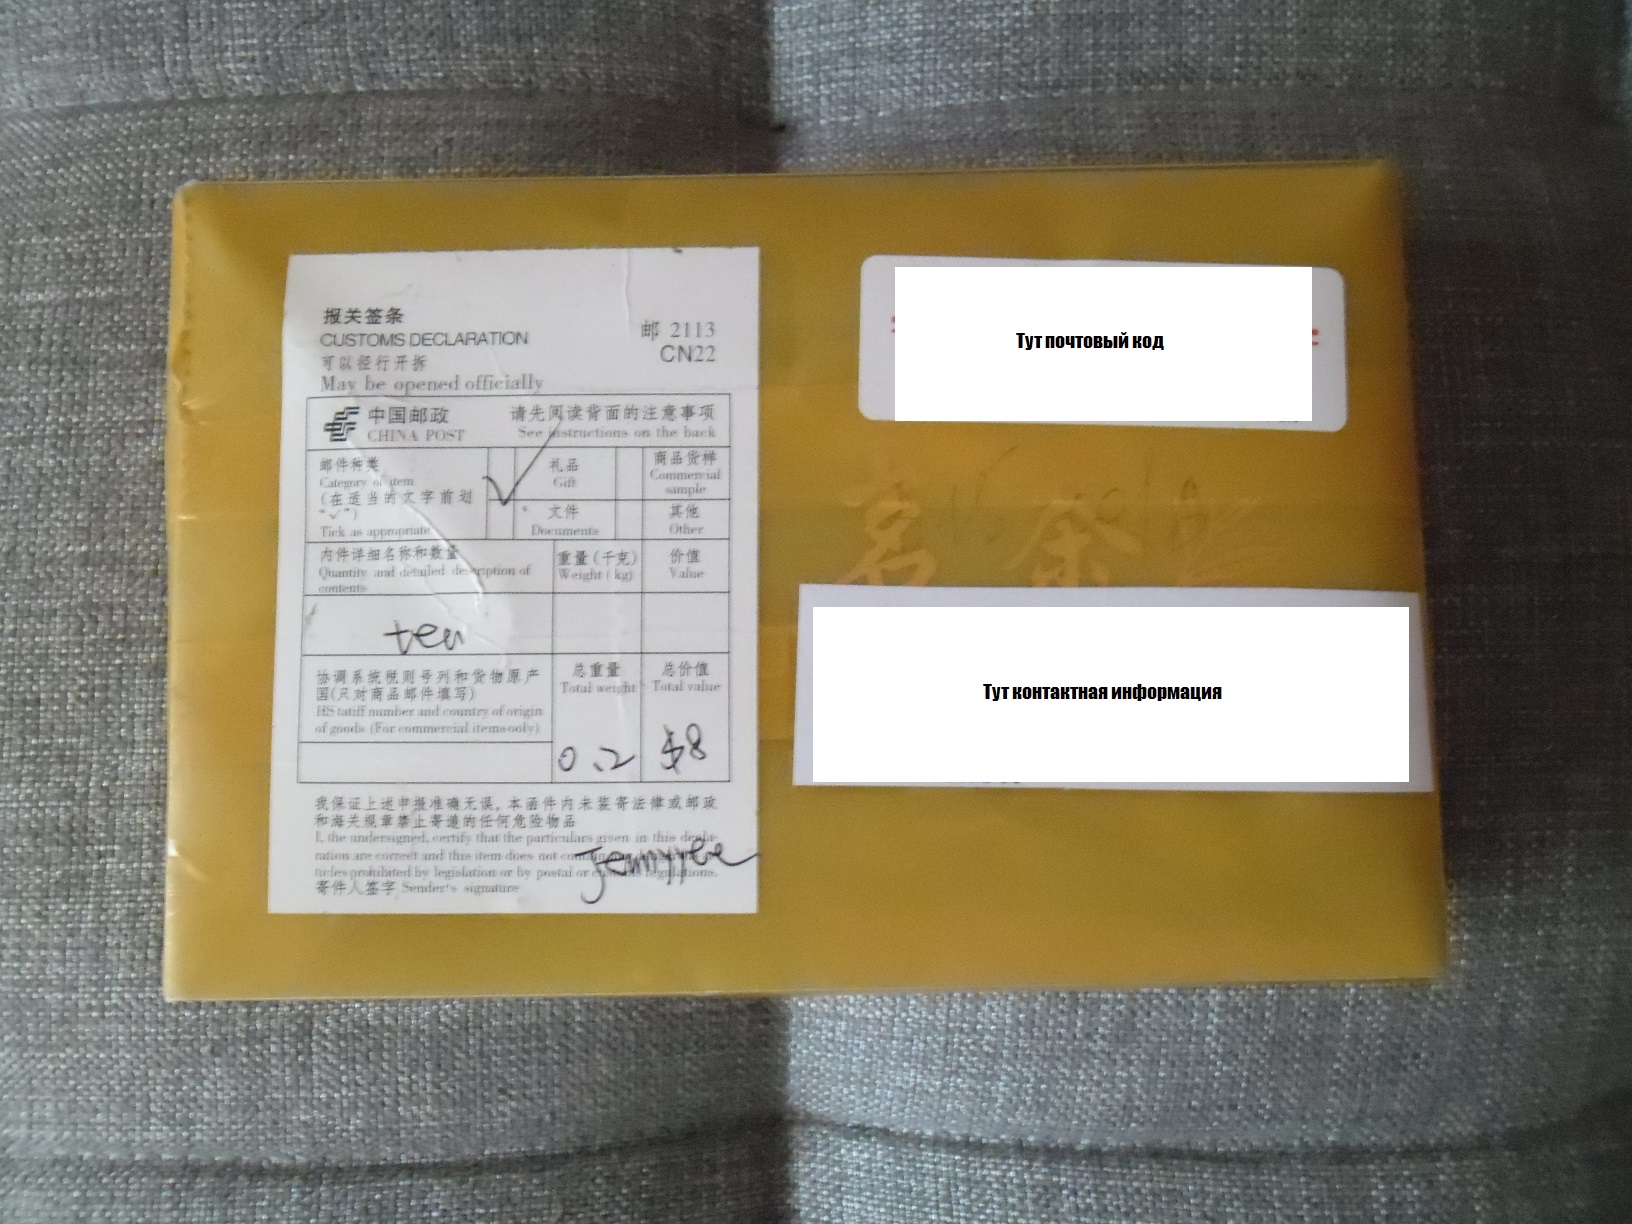 报关签条
CUSTOMS DECLARATION
可以径行开拆
May be opened officially
邮 2113
CN22
中国邮政
CHINA POST
请先阅读背面的注意事项
See instructions on the back
邮件种类
Category of item
(在适当的文字前划
“✓”)
Tick as appropriate
礼品
Gift
商品货样
Commercial
sample
文件
Documents
其他
Other
内件详细名称和数量
Quantity and detailed description of
contents
重量(千克)
Weight (kg)
价值
Value
tea
协调系统税则号列和货物原产
国(只对商品邮件填写)
HS tatiff number and country of origin
of goods (For commercial items only)
总重量
Total weight
总价值
Total value
0.2
$8
我保证上述申报准确无误,本函件内未装寄法律或邮政
和海关规章禁止寄递的任何危险物品
I, the undersigned, certify that the particulars given in this decla-
ration are correct and this item does not
ticles prohibited by legislation or by postal or customs regulations.
寄件人签字 Sender's signature
Тут почтовый код
名茶
Тут контактная информация